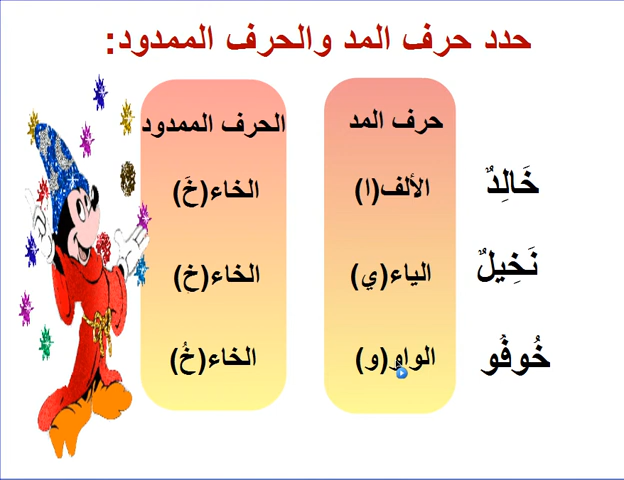 حدد حرف المد والحرف الممدود:
حرف المد الحرف الممدود
خَالِدٌ الألف(ا) الخاء(خَ)
نَخِيلٌ الياء(ي) الخاء(خ)
خُوفُو الواو(و) الخاء(خُ)